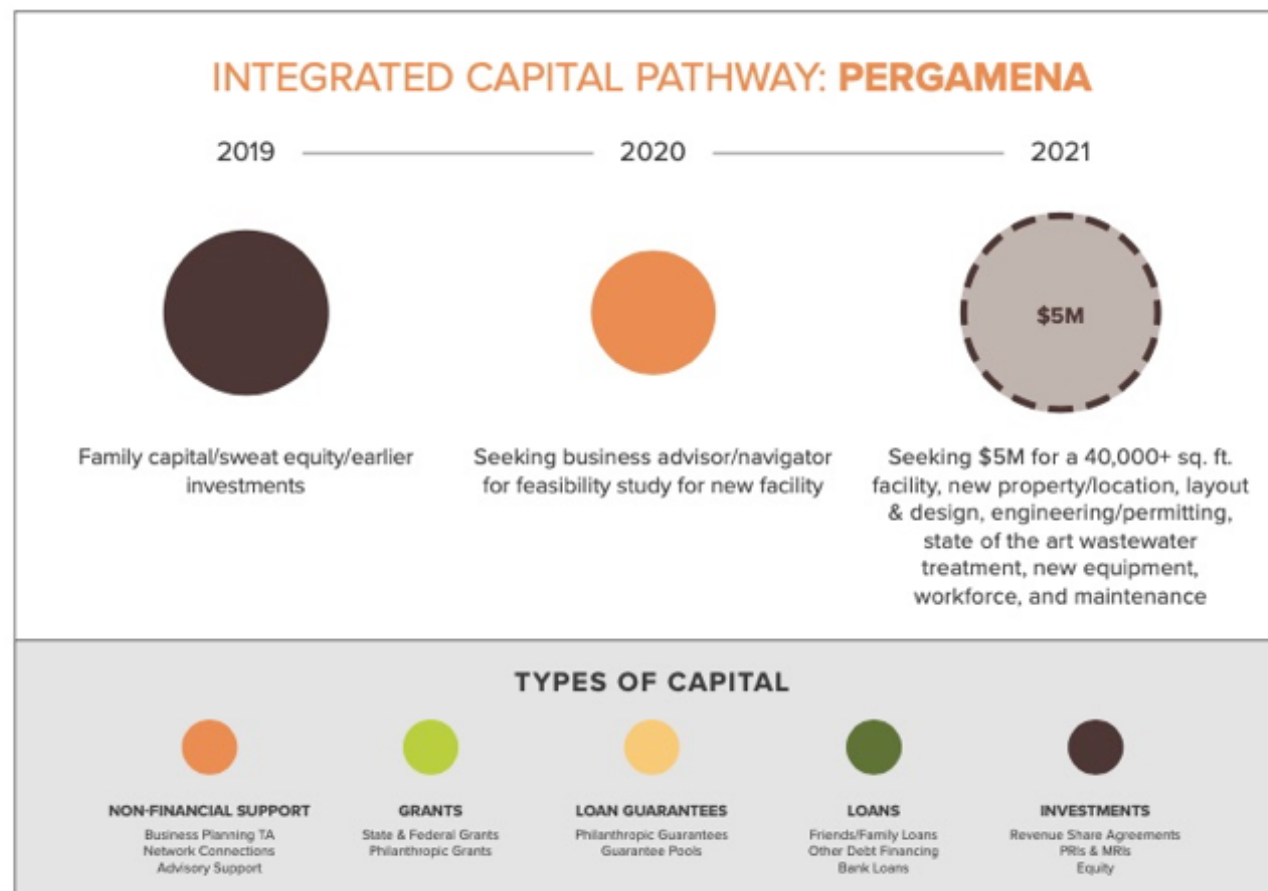 INTEGRATED CAPITAL PATHWAY: PERGAMENA
2019
2020
2021
$5M
Family capital/sweat equity/earlier
investments
Seeking business advisor/navigator
for feasibility study for new facility
Seeking $5M for a 40,000+ sq. ft.
facility, new property/location, layout
& design, engineering/permitting,
state of the art wastewater
treatment, new equipment,
workforce, and maintenance
TYPES OF CAPITAL
NON-FINANCIAL SUPPORT
Business Planning TA
Network Connections
Advisory Support
GRANTS
State & Federal Grants
Philanthropic Grants
LOAN GUARANTEES
Philanthropic Guarantees
Guarantee Pools
LOANS
Friends/Family Loans
Other Debt Financing
Bank Loans
INVESTMENTS
Revenue Share Agreements
PRIs & MRIs
Equity